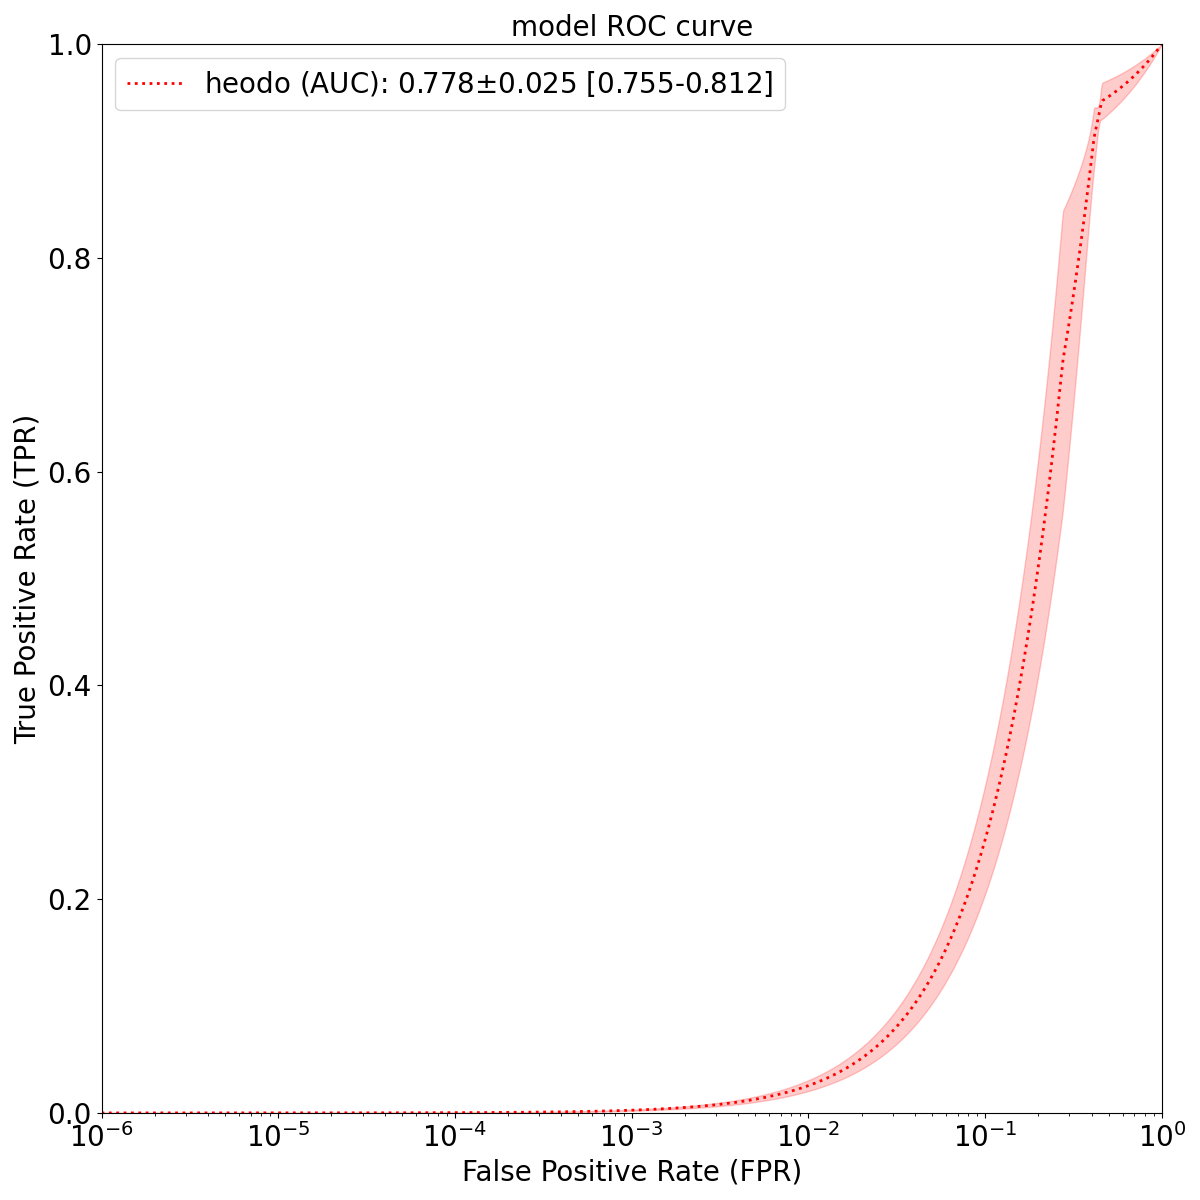 model ROC curve
heodo (AUC): 0.778±0.025 [0.755-0.812]
True Positive Rate (TPR)
1.0
0.8
0.6
0.4
0.2
0.0
10⁻⁶ 10⁻⁵ 10⁻⁴ 10⁻³ 10⁻² 10⁻¹ 10⁰
False Positive Rate (FPR)